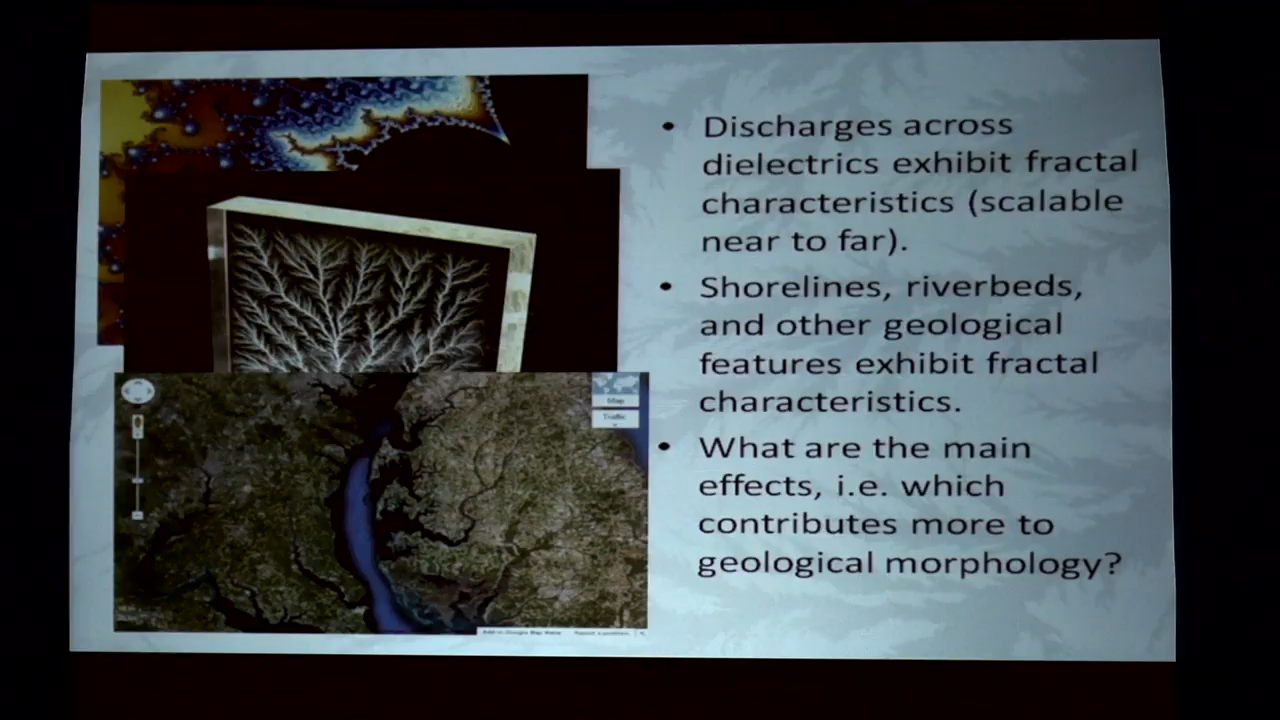 • Discharges across
dielectrics exhibit fractal
characteristics (scalable
near to far).
• Shorelines, riverbeds,
and other geological
features exhibit fractal
characteristics.
• What are the main
effects, i.e. which
contributes more to
geological morphology?
Map
Traffic